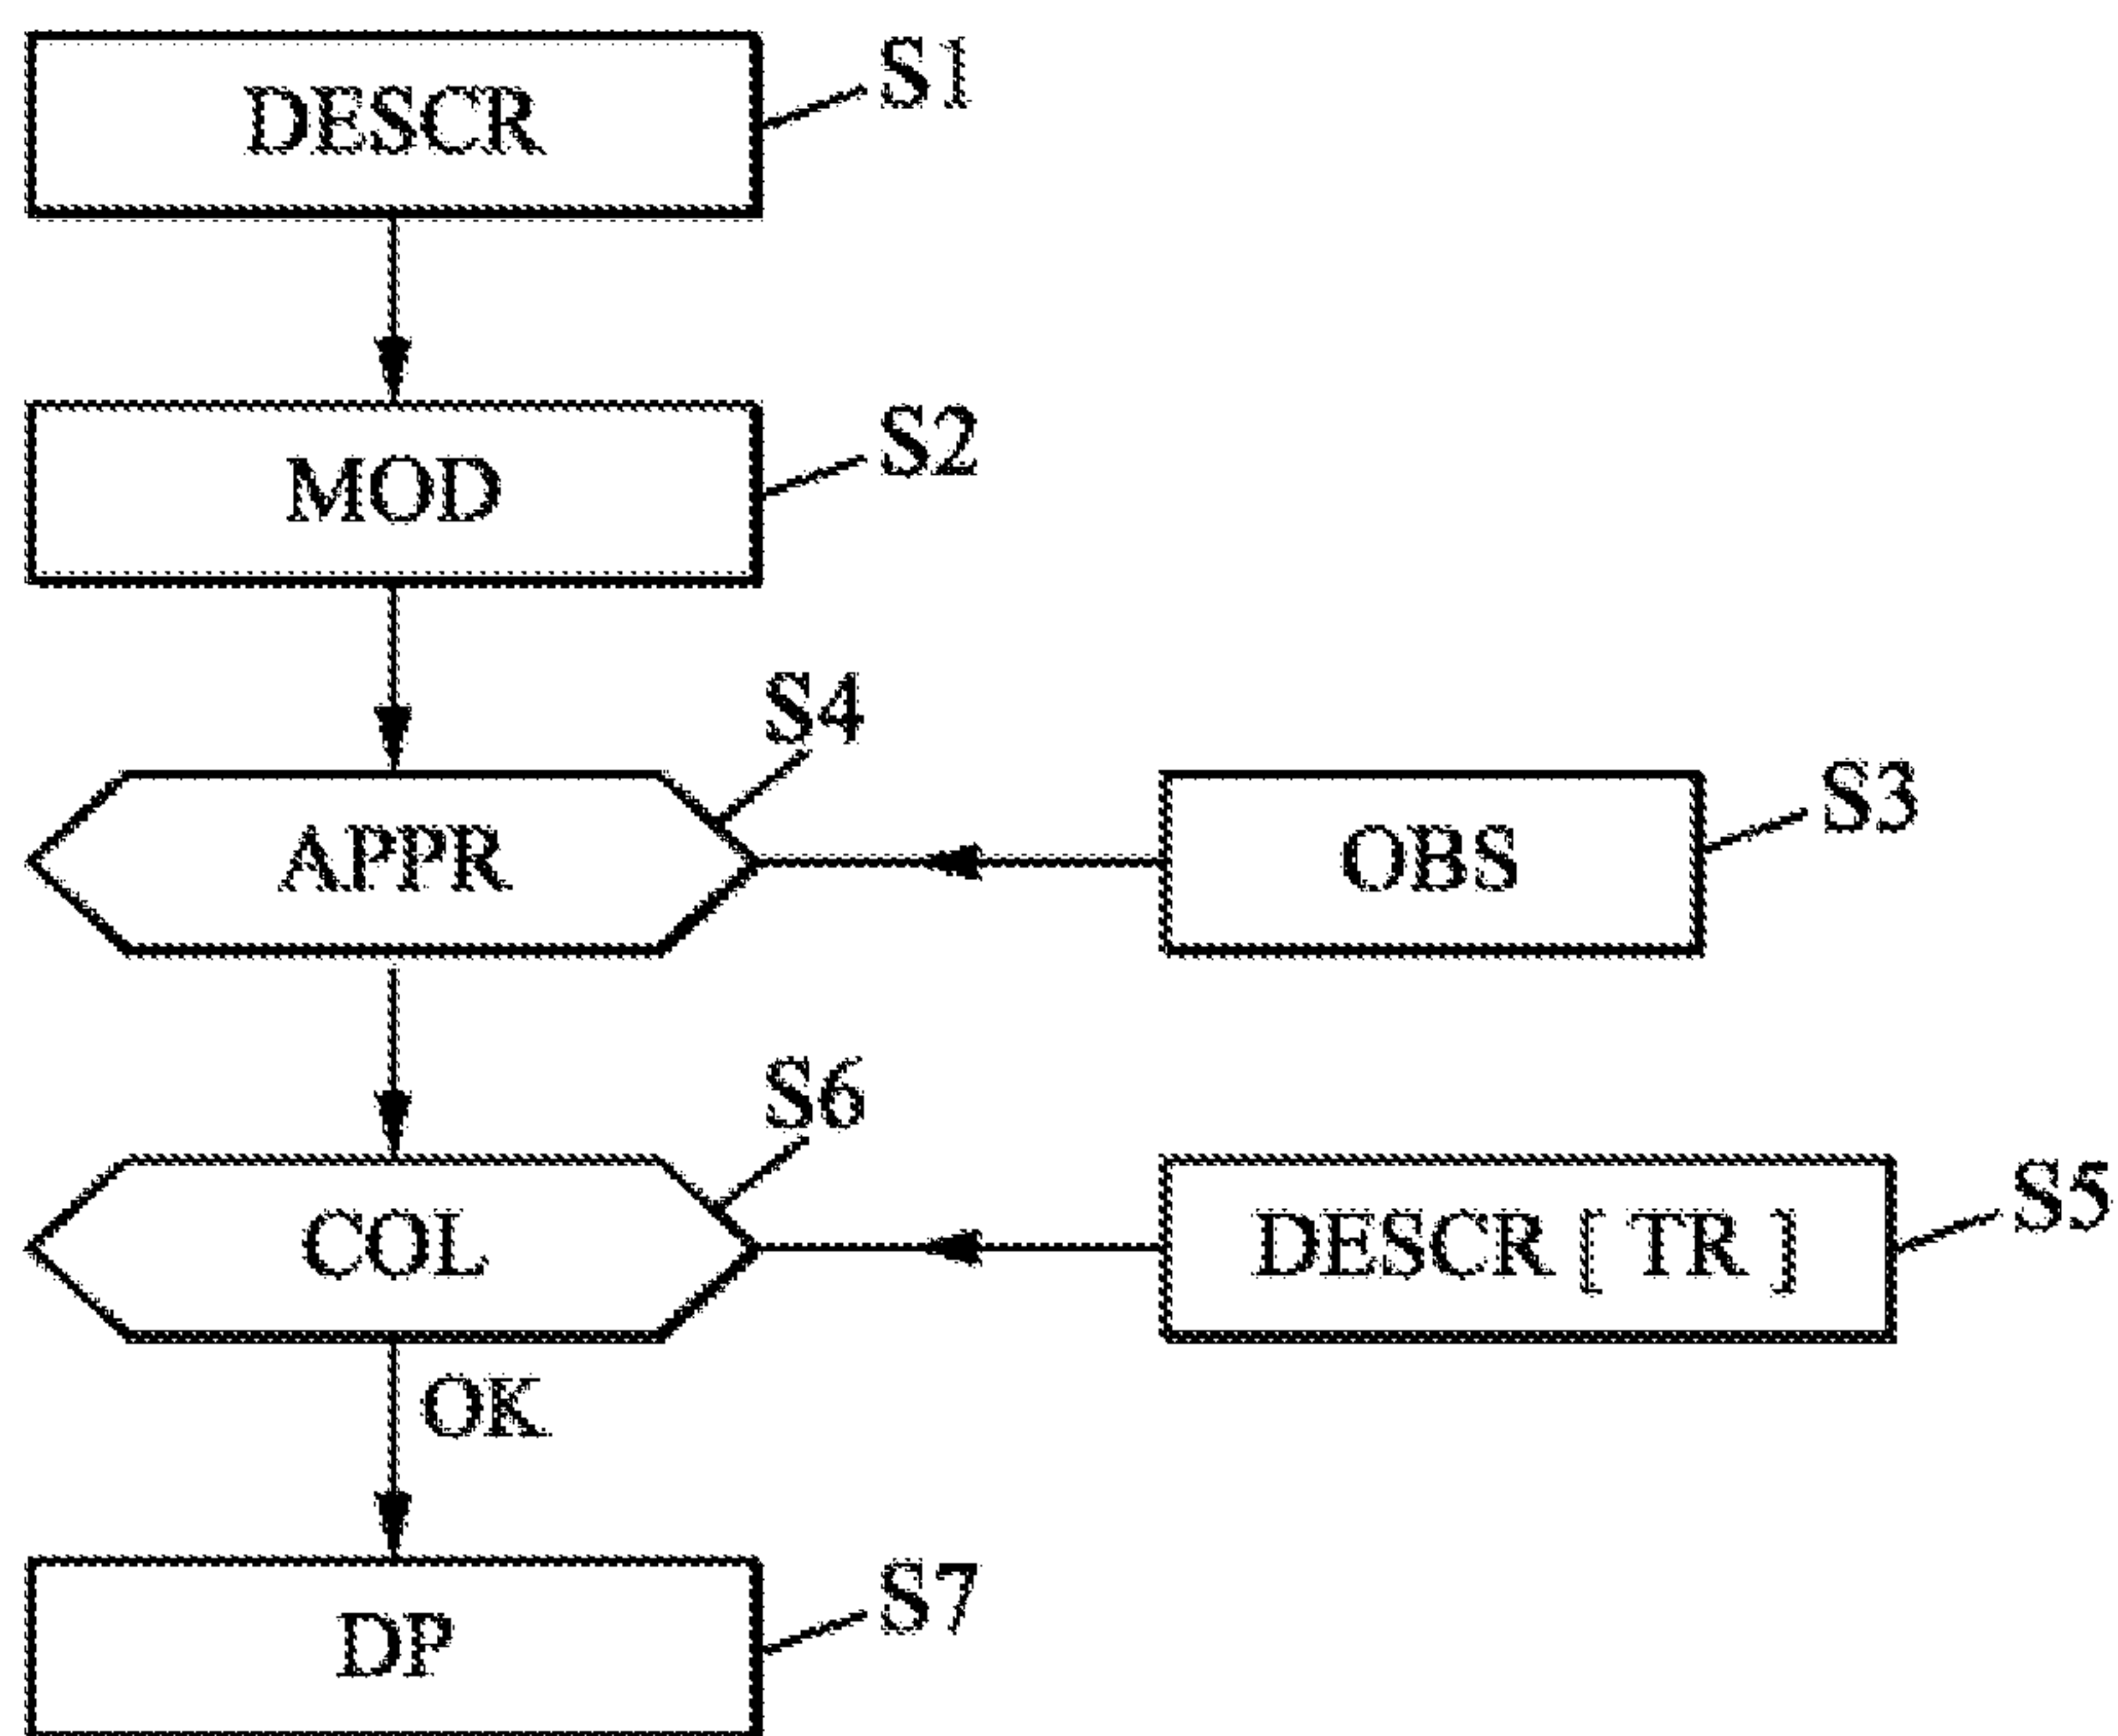 DESCR
S1
MOD
S2
S4
APPR
OBS
S3
S6
COL
DESCR [ TR ]
S5
OK
DP
S7